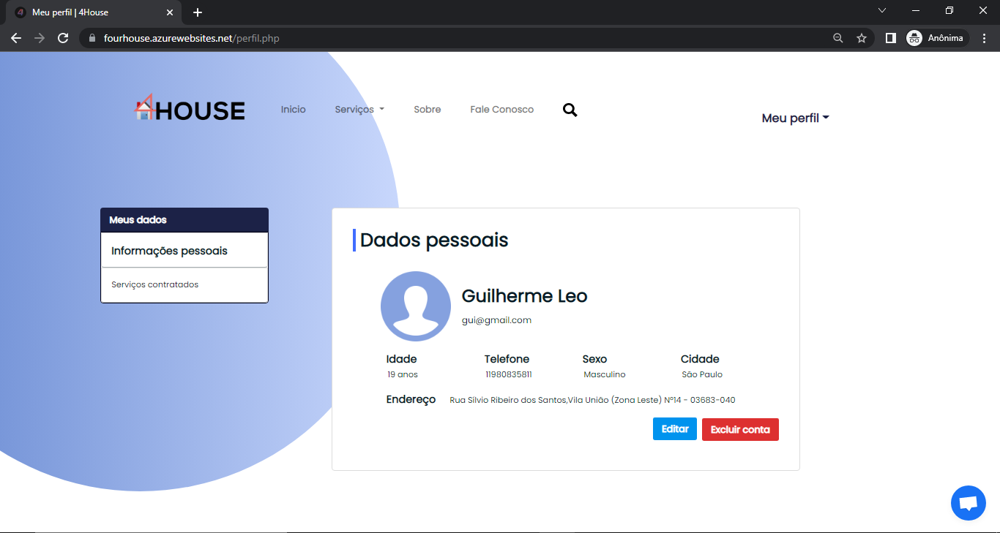 Meu perfil | 4House
fourhouse.azurewebsites.net/perfil.php
Anônima
4HOUSE
Inicio
Serviços
Sobre
Fale Conosco
Meu perfil
Meus dados
Informações pessoais
Serviços contratados
Dados pessoais
Guilherme Leo
gui@gmail.com
Idade Telefone Sexo Cidade
19 anos 11980835811 Masculino São Paulo
Endereço Rua Sílvio Ribeiro dos Santos,Vila União (Zona Leste) Nº14 - 03683-040
Editar Excluir conta